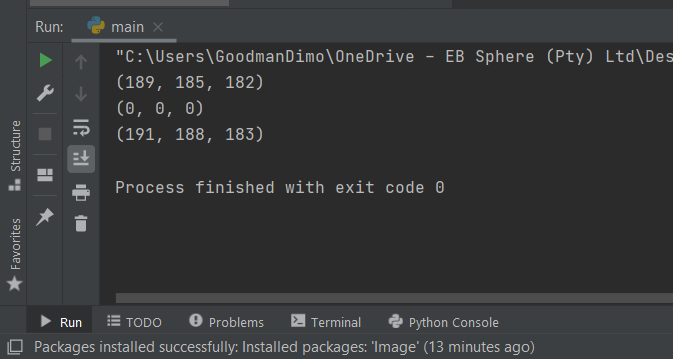 Run: main
"C:\Users\GoodmanDimo\OneDrive – EB Sphere (Pty) Ltd\Des
(189, 185, 182)
(0, 0, 0)
(191, 188, 183)
Process finished with exit code 0
Structure
Favorites
Run TODO Problems Terminal Python Console
Packages installed successfully: Installed packages: 'Image' (13 minutes ago)